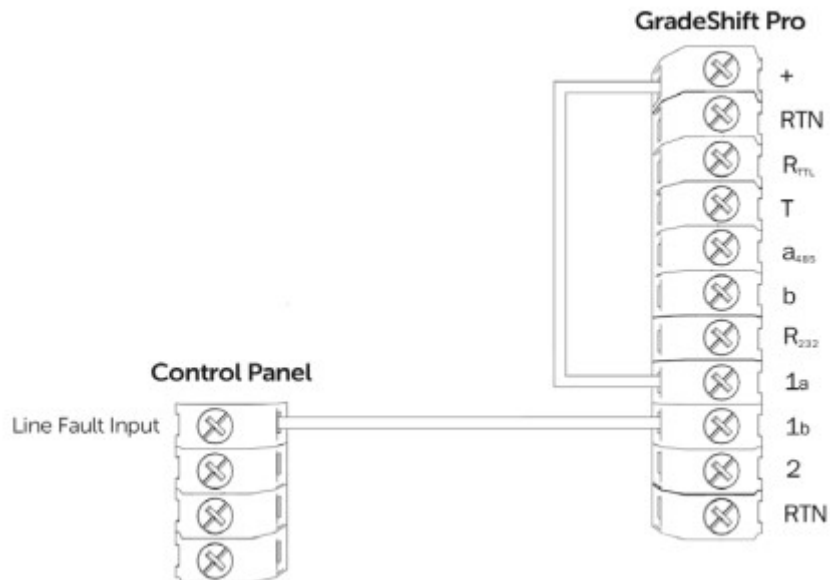 GradeShift Pro
+
RTN
RTTL
T
a485
b
R232
1a
1b
2
RTN
Control Panel
Line Fault Input